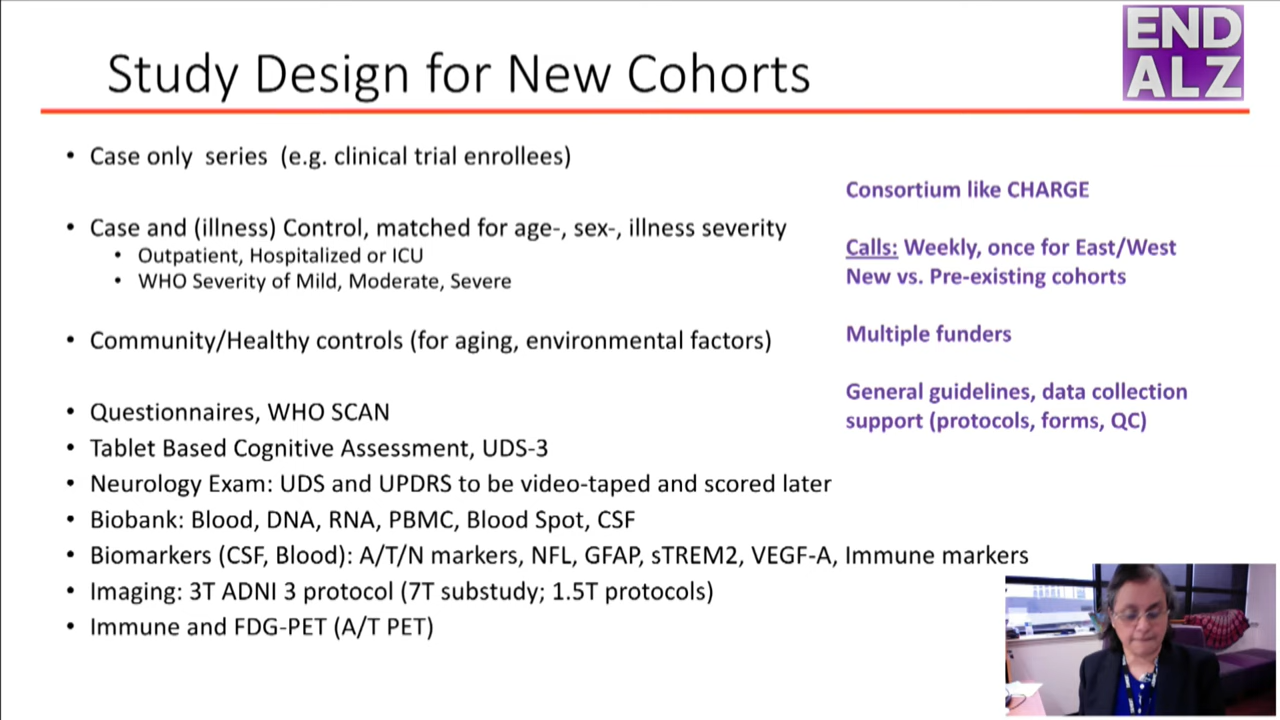 END
ALZ
Study Design for New Cohorts
• Case only series (e.g. clinical trial enrollees)
• Case and (illness) Control, matched for age-, sex-, illness severity
• Outpatient, Hospitalized or ICU
• WHO Severity of Mild, Moderate, Severe
• Community/Healthy controls (for aging, environmental factors)
• Questionnaires, WHO SCAN
• Tablet Based Cognitive Assessment, UDS-3
• Neurology Exam: UDS and UPDRS to be video-taped and scored later
• Biobank: Blood, DNA, RNA, PBMC, Blood Spot, CSF
• Biomarkers (CSF, Blood): A/T/N markers, NFL, GFAP, sTREM2, VEGF-A, Immune markers
• Imaging: 3T ADNI 3 protocol (7T substudy; 1.5T protocols)
• Immune and FDG-PET (A/T PET)
Consortium like CHARGE
Calls: Weekly, once for East/West
New vs. Pre-existing cohorts
Multiple funders
General guidelines, data collection
support (protocols, forms, QC)